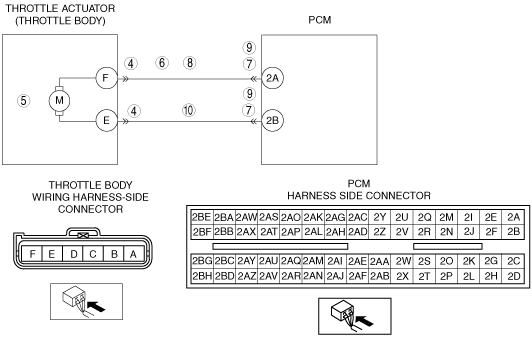 THROTTLE ACTUATOR
(THROTTLE BODY)
PCM
9
4 6 8 7
F 2A
5 M
9
4 10 7
E 2B
THROTTLE BODY
WIRING HARNESS-SIDE
CONNECTOR
F E D C B A
PCM
HARNESS SIDE CONNECTOR
2BE 2BA 2AW 2AS 2AO 2AK 2AG 2AC 2Y 2U 2Q 2M 2I 2E 2A
2BF 2BB 2AX 2AT 2AP 2AL 2AH 2AD 2Z 2V 2R 2N 2J 2F 2B
2BG 2BC 2AY 2AU 2AQ 2AM 2AI 2AE 2AA 2W 2S 2O 2K 2G 2C
2BH 2BD 2AZ 2AV 2AR 2AN 2AJ 2AF 2AB 2X 2T 2P 2L 2H 2D